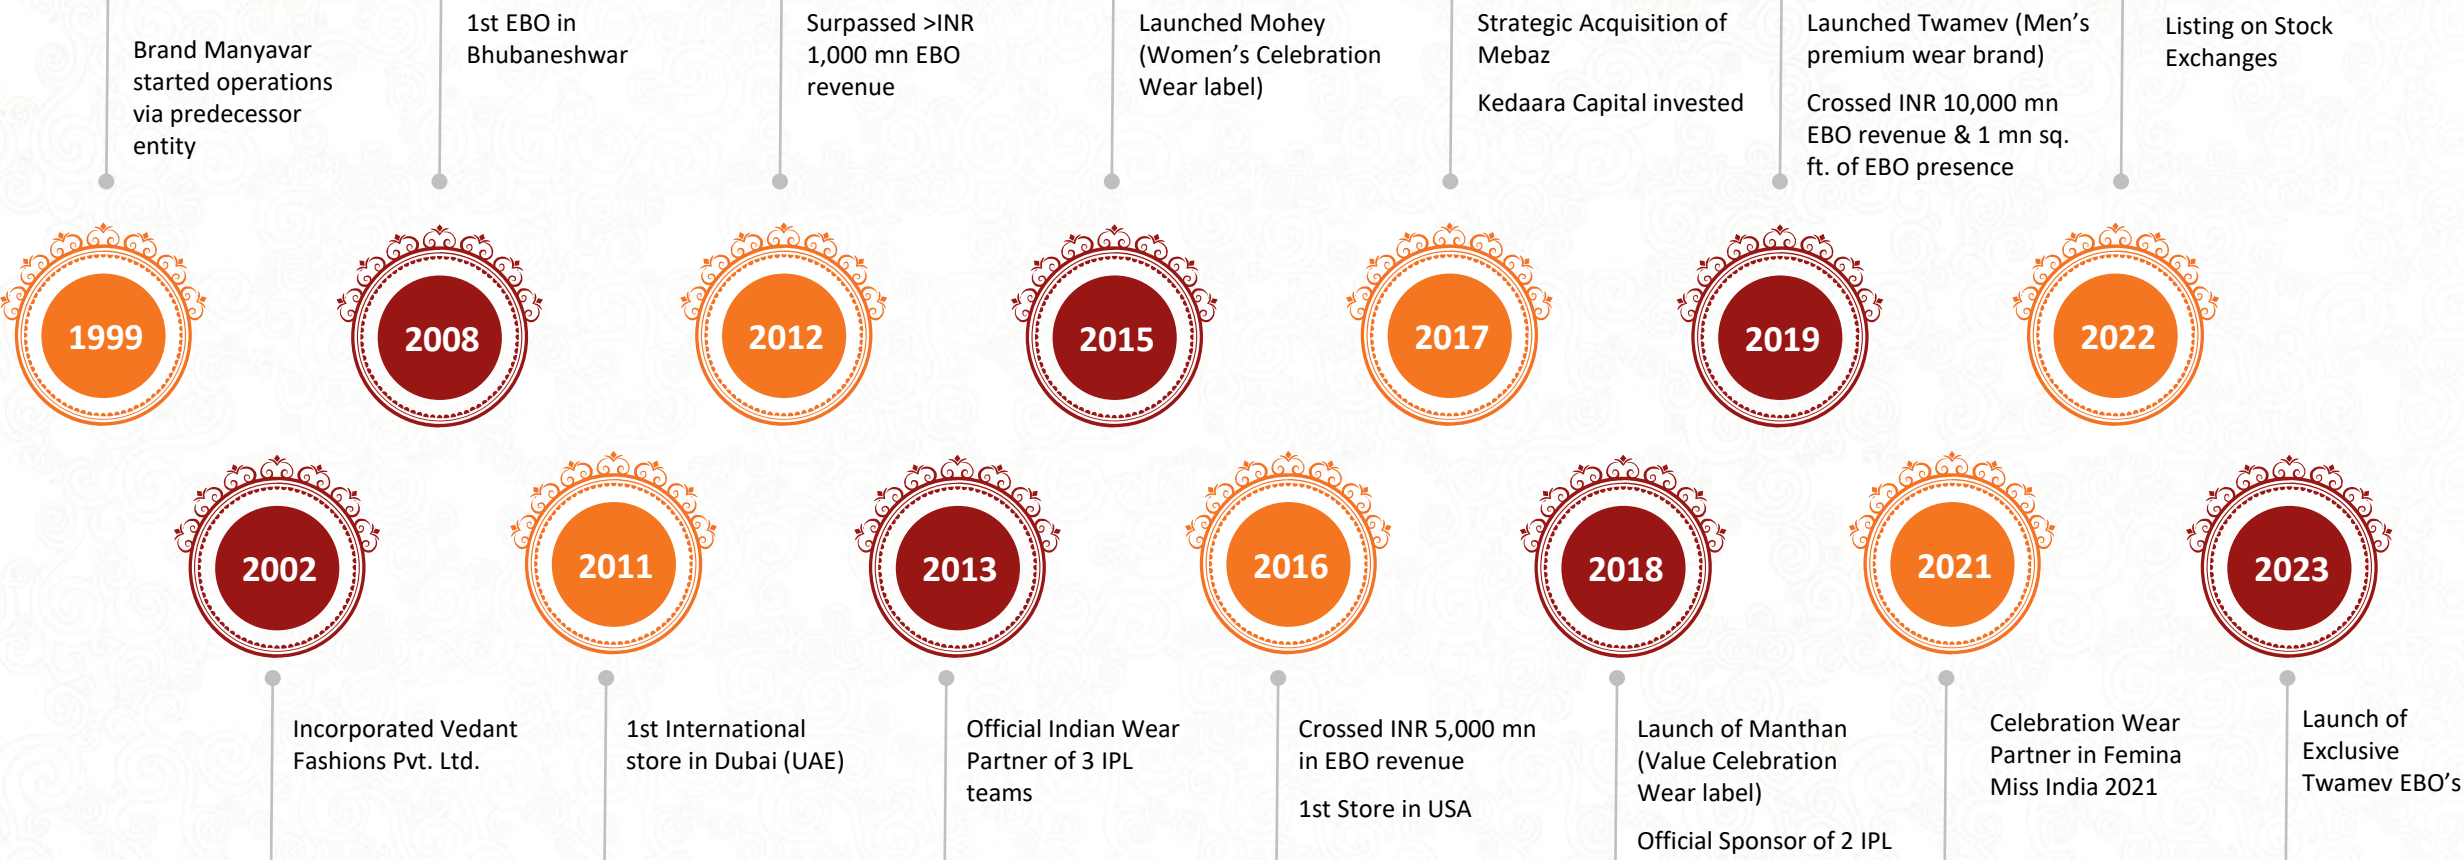 Brand Manyavar
started operations
via predecessor
entity
1st EBO in
Bhubaneshwar
Surpassed >INR
1,000 mn EBO
revenue
Launched Mohey
(Women’s Celebration
Wear label)
Strategic Acquisition of
Mebaz
Kedaara Capital invested
Launched Twamev (Men’s
premium wear brand)
Crossed INR 10,000 mn
EBO revenue & 1 mn sq.
ft. of EBO presence
Listing on Stock
Exchanges
1999
2008
2012
2015
2017
2019
2022
2002
2011
2013
2016
2018
2021
2023
Incorporated Vedant
Fashions Pvt. Ltd.
1st International
store in Dubai (UAE)
Official Indian Wear
Partner of 3 IPL
teams
Crossed INR 5,000 mn
in EBO revenue
1st Store in USA
Launch of Manthan
(Value Celebration
Wear label)
Official Sponsor of 2 IPL
Celebration Wear
Partner in Femina
Miss India 2021
Launch of
Exclusive
Twamev EBO’s